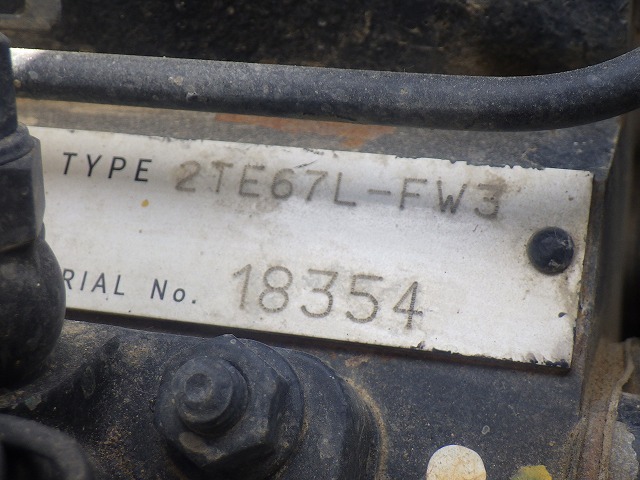 TYPE 2TE67L-FW3
RIAL No. 18354